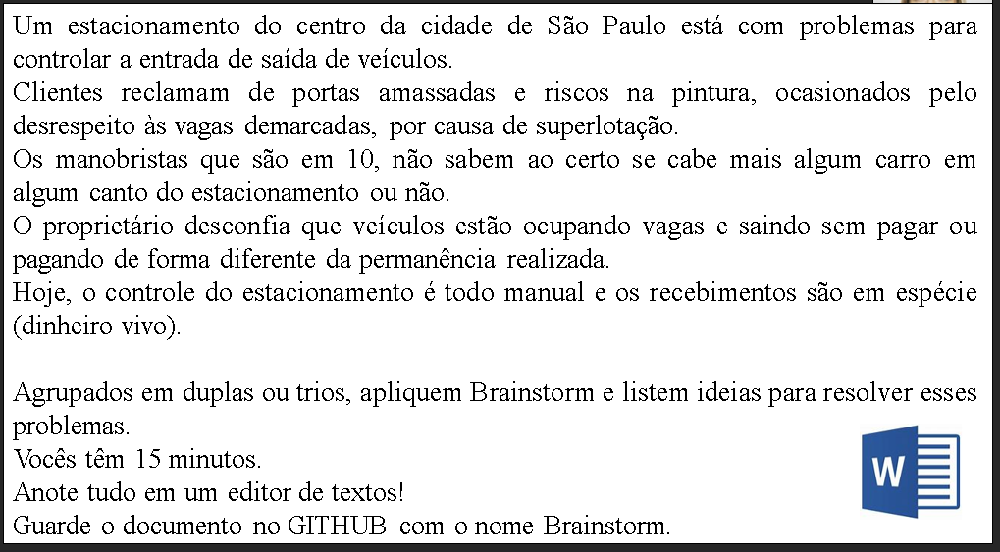 Um estacionamento do centro da cidade de São Paulo está com problemas para
controlar a entrada de saída de veículos.
Clientes reclamam de portas amassadas e riscos na pintura, ocasionados pelo
desrespeito às vagas demarcadas, por causa de superlotação.
Os manobristas que são em 10, não sabem ao certo se cabe mais algum carro em
algum canto do estacionamento ou não.
O proprietário desconfia que veículos estão ocupando vagas e saindo sem pagar ou
pagando de forma diferente da permanência realizada.
Hoje, o controle do estacionamento é todo manual e os recebimentos são em espécie
(dinheiro vivo).
Agrupados em duplas ou trios, apliquem Brainstorm e listem ideias para resolver esses
problemas.
Vocês têm 15 minutos.
Anote tudo em um editor de textos!
Guarde o documento no GITHUB com o nome Brainstorm.
W